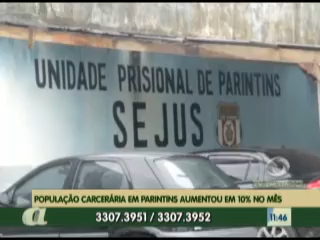 UNIDADE PRISIONAL DE PARINTINS
SEJUS
POPULAÇÃO CARCERÁRIA EM PARINTINS AUMENTOU EM 10% NO MÊS
a
3307.3951 / 3307.3952
11:46